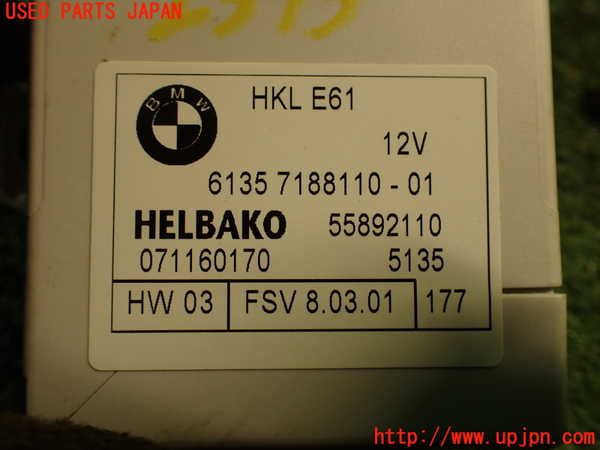 USED PARTS JAPAN
BMW
HKL E61
12V
6135 7188110 - 01
HELBAKO 55892110
071160170 5135
HW 03 FSV 8.03.01 177
http://www.upjpn.com/